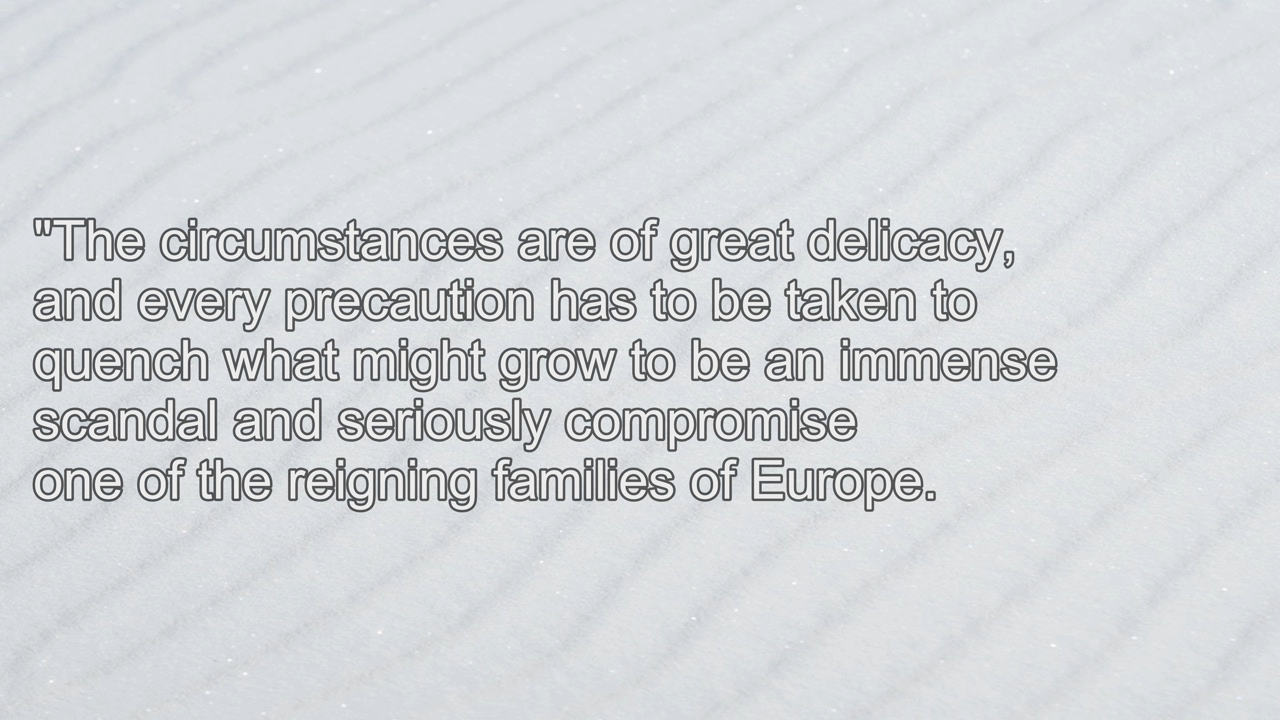 "The circumstances are of great delicacy,
and every precaution has to be taken to
quench what might grow to be an immense
scandal and seriously compromise
one of the reigning families of Europe.